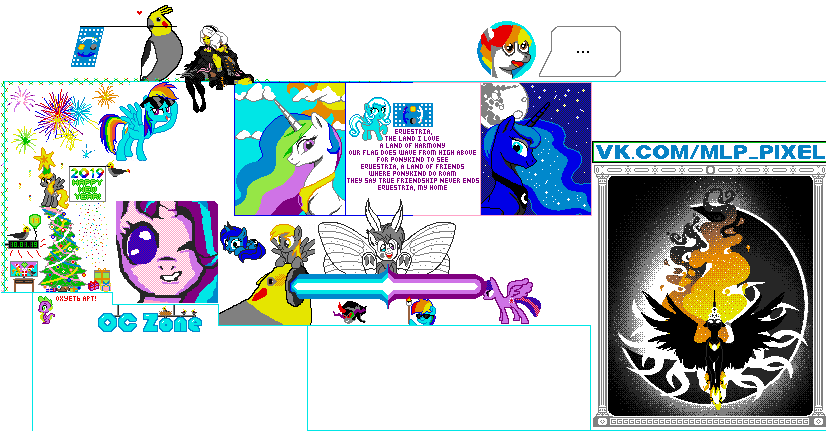 ...
EQUESTRIA,
THE LAND I LOVE
A LAND OF HARMONY
OUR FLAG DOES WAVE FROM HIGH ABOVE
FOR PONYKIND TO SEE
EQUESTRIA, A LAND OF FRIENDS
WHERE PONYKIND DO ROAM
THEY SAY TRUE FRIENDSHIP NEVER ENDS
EQUESTRIA, MY HOME
VK.COM/MLP_PIXEL
2019
HAPPY
NEW
YEAR!
ОХУЕТЬ АРТ!
OC Zone